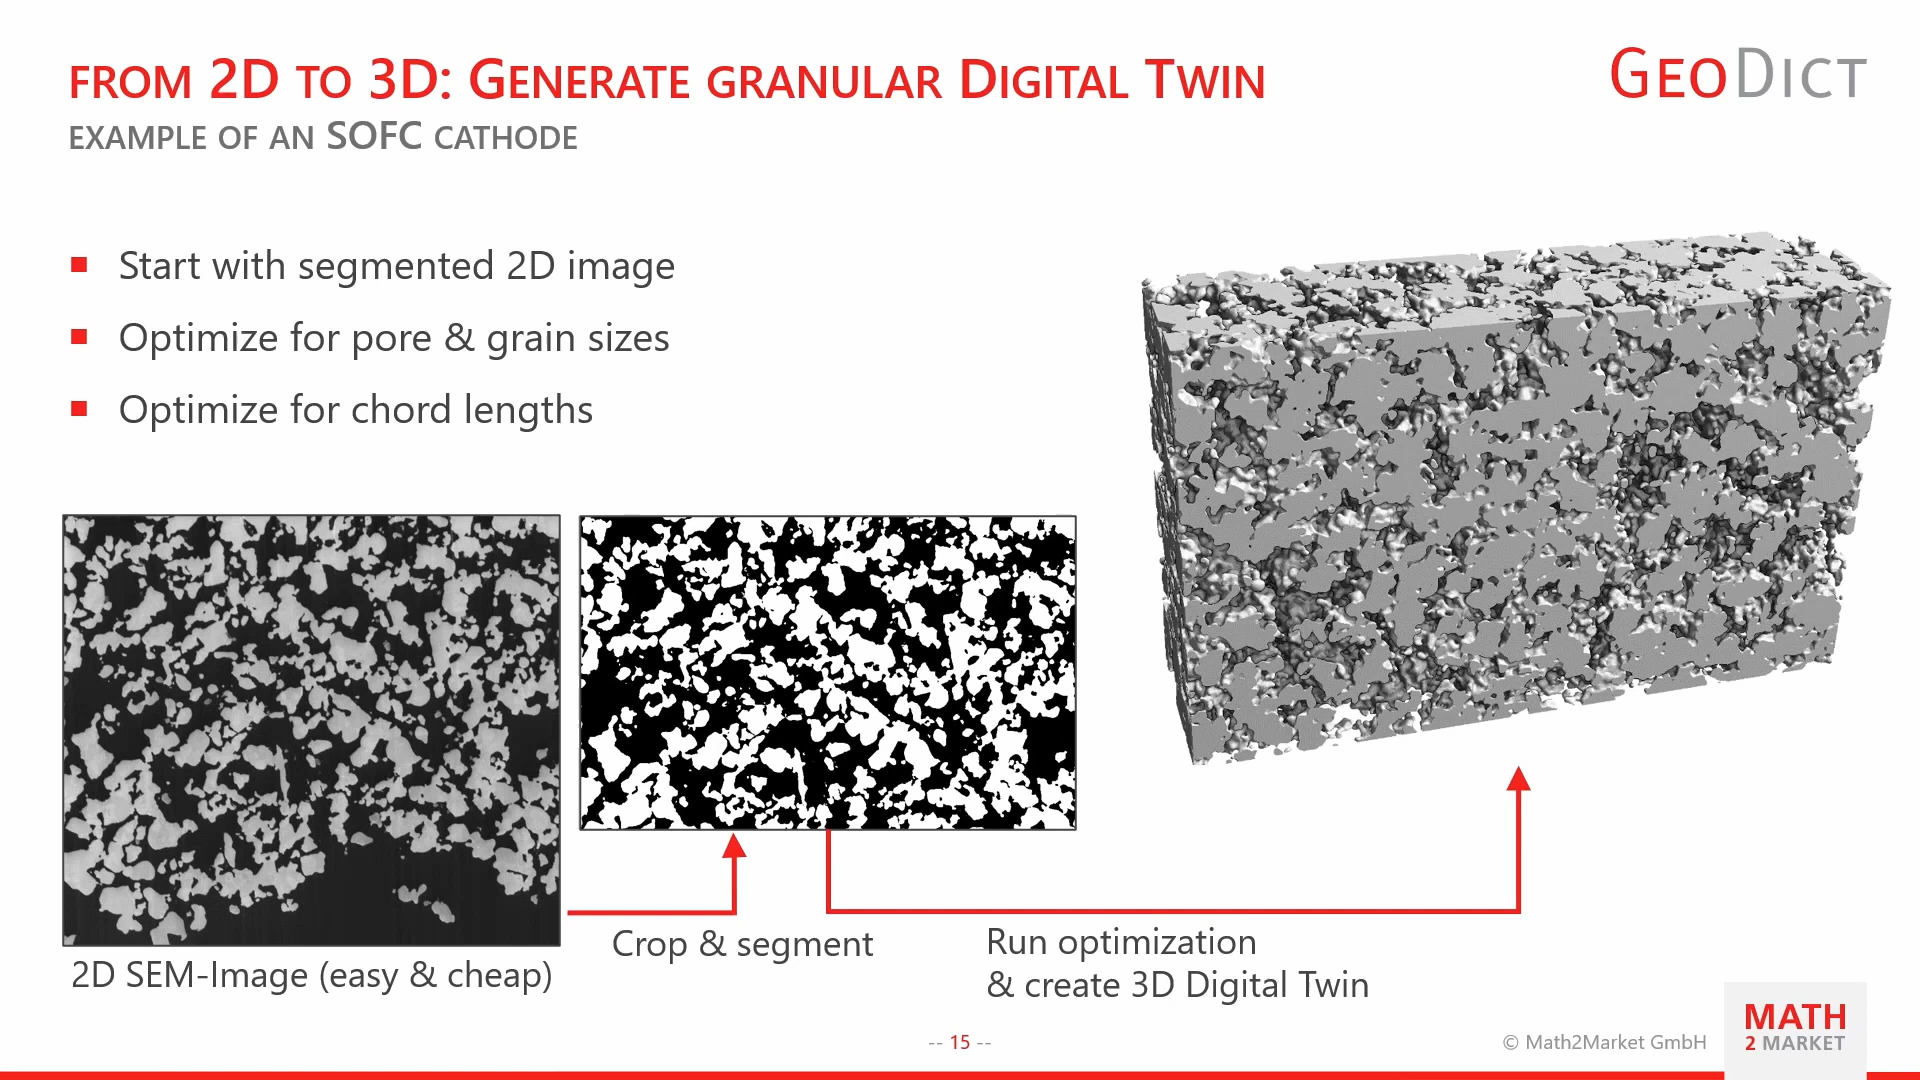 FROM 2D TO 3D: GENERATE GRANULAR DIGITAL TWIN
GEODICT
EXAMPLE OF AN SOFC CATHODE
Start with segmented 2D image
Optimize for pore & grain sizes
Optimize for chord lengths
2D SEM-Image (easy & cheap)
Crop & segment
Run optimization
& create 3D Digital Twin
-- 15 --
© Math2Market GmbH
MATH
2 MARKET